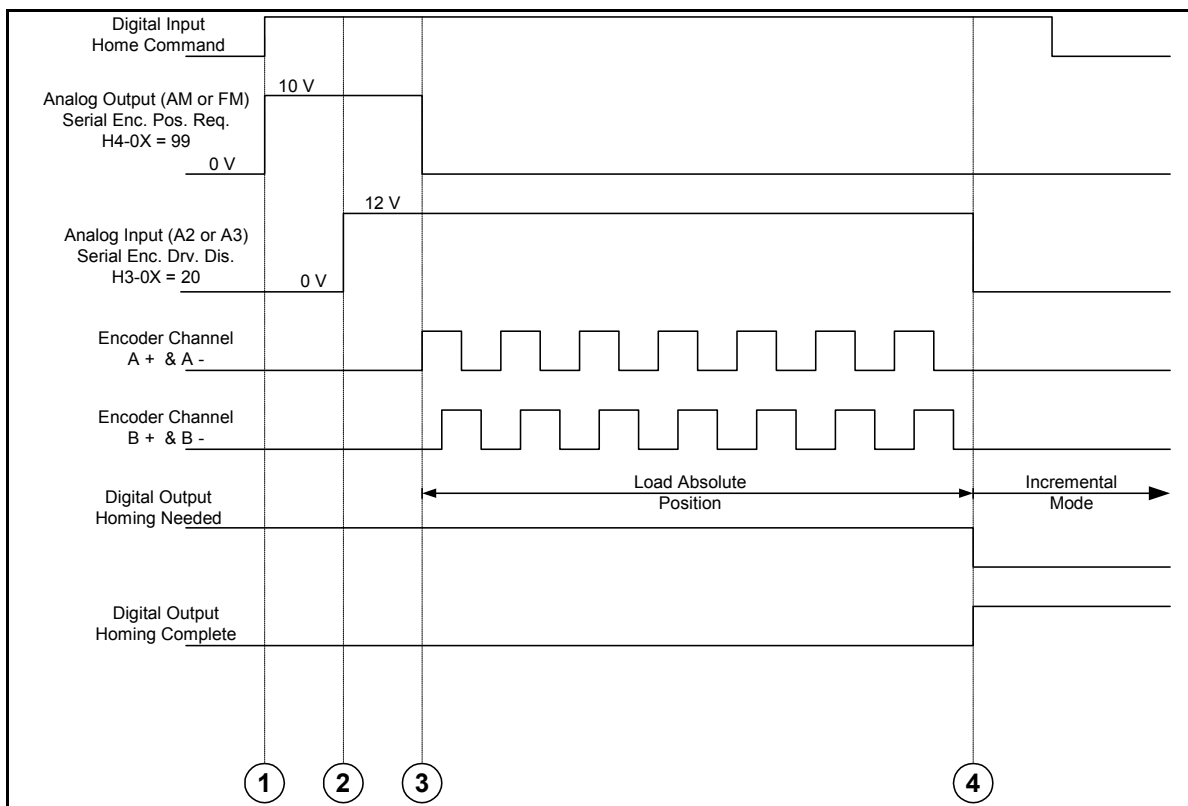 Digital Input
Home Command
10 V
Analog Output (AM or FM)
Serial Enc. Pos. Req.
H4-0X = 99
0 V
12 V
Analog Input (A2 or A3)
Serial Enc. Drv. Dis.
H3-0X = 20
0 V
Encoder Channel
A + & A -
Encoder Channel
B + & B -
Load Absolute
Position
Incremental
Mode
Digital Output
Homing Needed
Digital Output
Homing Complete
1 2 3 4